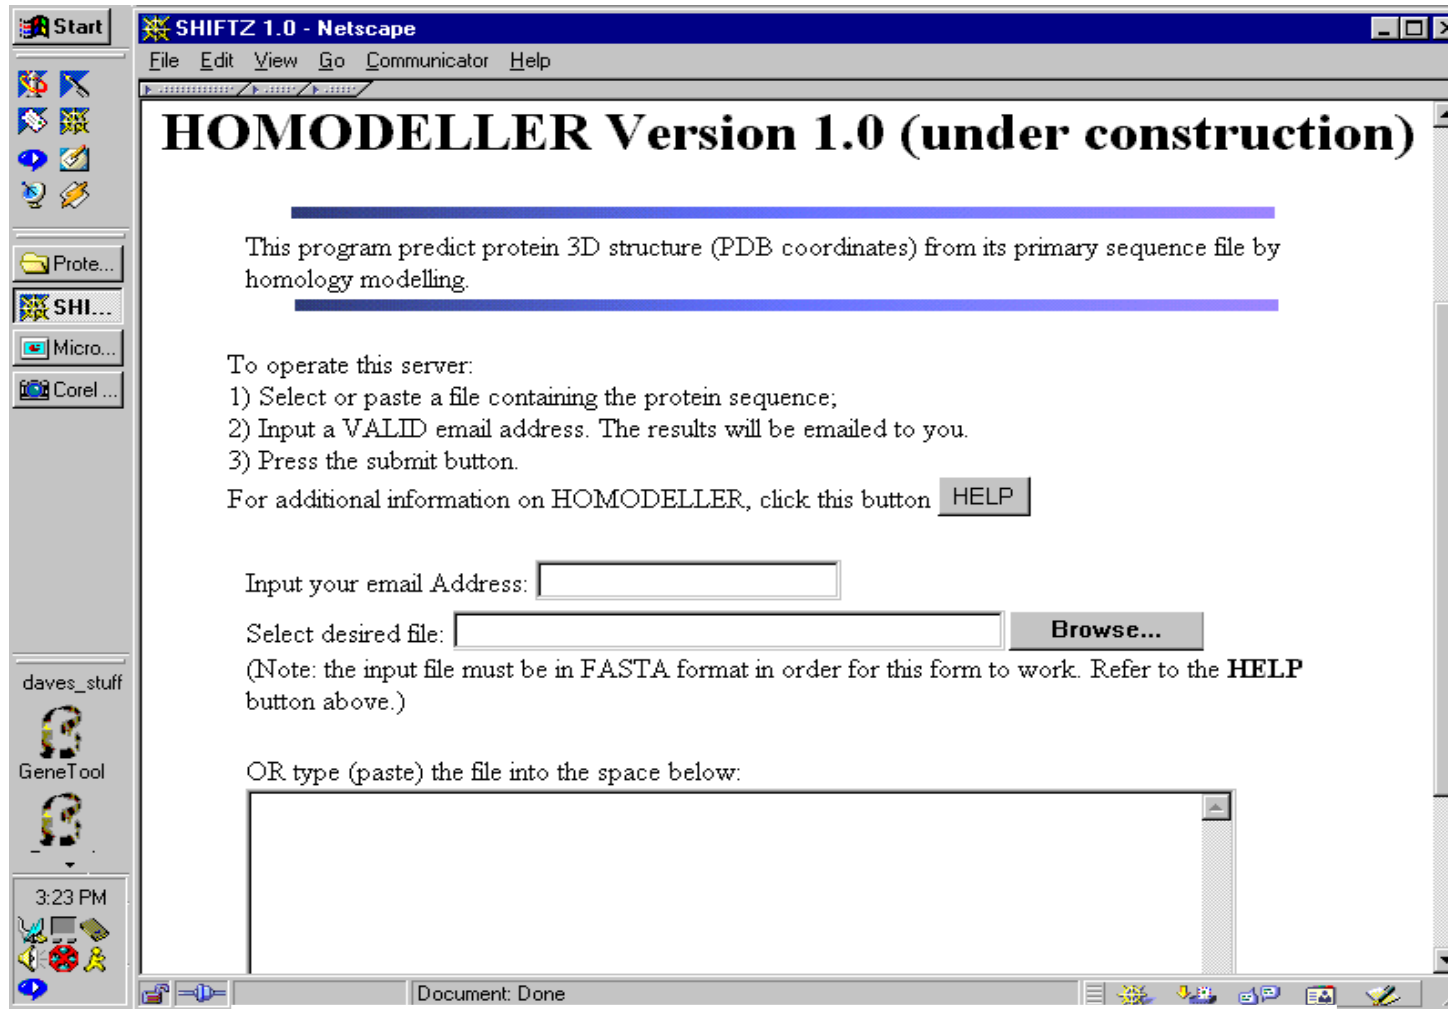 Start
Prote...
SHI...
Micro...
Corel ...
daves_stuff
GeneTool
3:23 PM
SHIFTZ 1.0 - Netscape
File Edit View Go Communicator Help
HOMODELLER Version 1.0 (under construction)
This program predict protein 3D structure (PDB coordinates) from its primary sequence file by
homology modelling.
To operate this server:
1) Select or paste a file containing the protein sequence;
2) Input a VALID email address. The results will be emailed to you.
3) Press the submit button.
For additional information on HOMODELLER, click this button HELP
Input your email Address:
Select desired file: Browse...
(Note: the input file must be in FASTA format in order for this form to work. Refer to the HELP
button above.)
OR type (paste) the file into the space below:
Document: Done